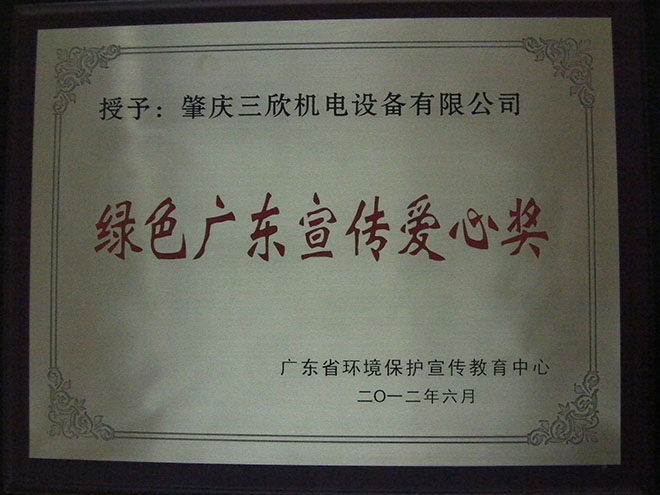 授予：肇庆三欣机电设备有限公司
绿色广东宣传爱心奖
广东省环境保护宣传教育中心
二〇一二年六月